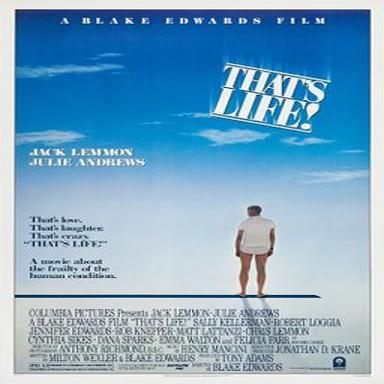 A BLAKE EDWARDS FILM
THAT'S
LIFE!
JACK LEMMON
JULIE ANDREWS
That's love.
That's laughter.
That's crazy.
"THAT'S LIFE!"
A movie about
the frailty of the
human condition.
COLUMBIA PICTURES Presents JACK LEMMON · JULIE ANDREWS
A BLAKE EDWARDS FILM "THAT'S LIFE!" SALLY KELLERMAN · ROBERT LOGGIA
JENNIFER EDWARDS · ROB KNEPPER · MATT LATTANZI · CHRIS LEMMON
CYNTHIA SIKES · DANA SPARKS · EMMA WALTON and FELICIA FARR
ANTHONY RICHMOND, B.S.C. HENRY MANCINI JONATHAN D. KRANE
MILTON WEXLER & BLAKE EDWARDS TONY ADAMS
BLAKE EDWARDS